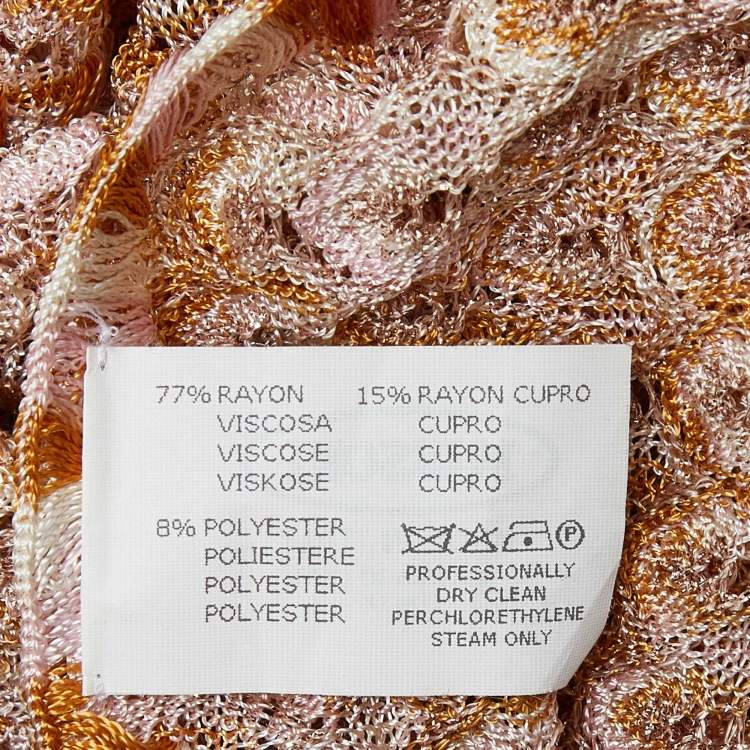 77% RAYON
VISCOSA
VISCOSE
VISKOSE
15% RAYON CUPRO
CUPRO
CUPRO
CUPRO
8% POLYESTER
POLIESTERE
POLYESTER
POLYESTER
P
PROFESSIONALLY
DRY CLEAN
PERCHLORETHYLENE
STEAM ONLY